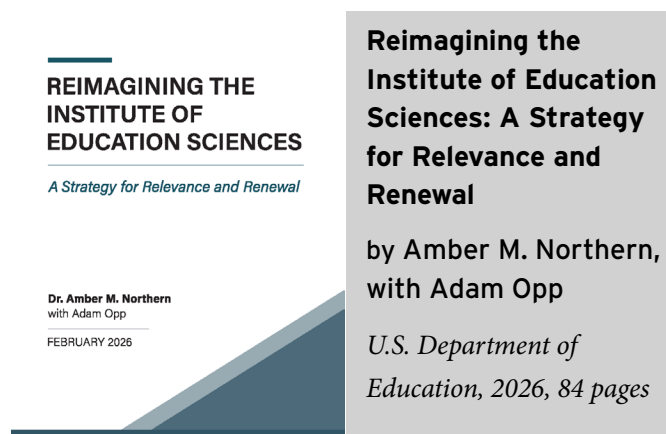 REIMAGINING THE
INSTITUTE OF
EDUCATION SCIENCES
A Strategy for Relevance and Renewal
Dr. Amber M. Northern
with Adam Opp
FEBRUARY 2026
Reimagining the
Institute of Education
Sciences: A Strategy
for Relevance and
Renewal
by Amber M. Northern,
with Adam Opp
U.S. Department of
Education, 2026, 84 pages